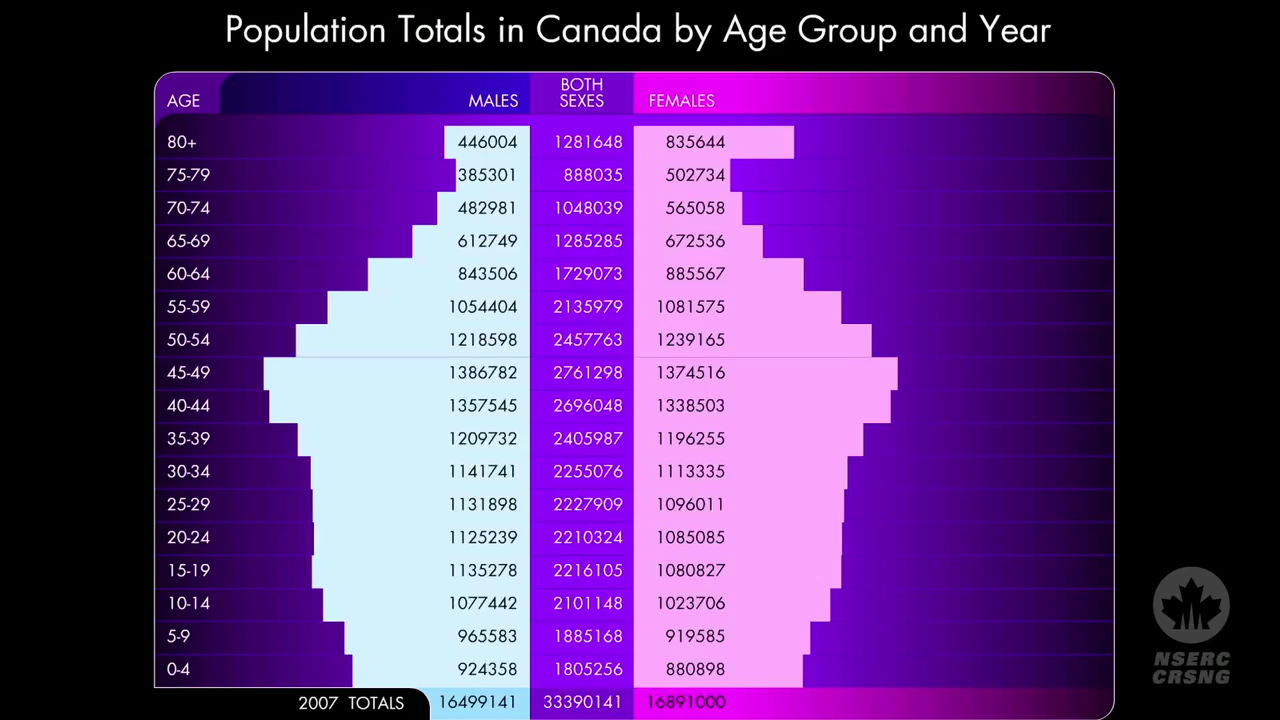 Population Totals in Canada by Age Group and Year
AGE MALES BOTH SEXES FEMALES
80+ 446004 1281648 835644
75-79 385301 888035 502734
70-74 482981 1048039 565058
65-69 612749 1285285 672536
60-64 843506 1729073 885567
55-59 1054404 2135979 1081575
50-54 1218598 2457763 1239165
45-49 1386782 2761298 1374516
40-44 1357545 2696048 1338503
35-39 1209732 2405987 1196255
30-34 1141741 2255076 1113335
25-29 1131898 2227909 1096011
20-24 1125239 2210324 1085085
15-19 1135278 2216105 1080827
10-14 1077442 2101148 1023706
5-9 965583 1885168 919585
0-4 924358 1805256 880898
2007 TOTALS 16499141 33390141 16891000
NSERC
CRSNG